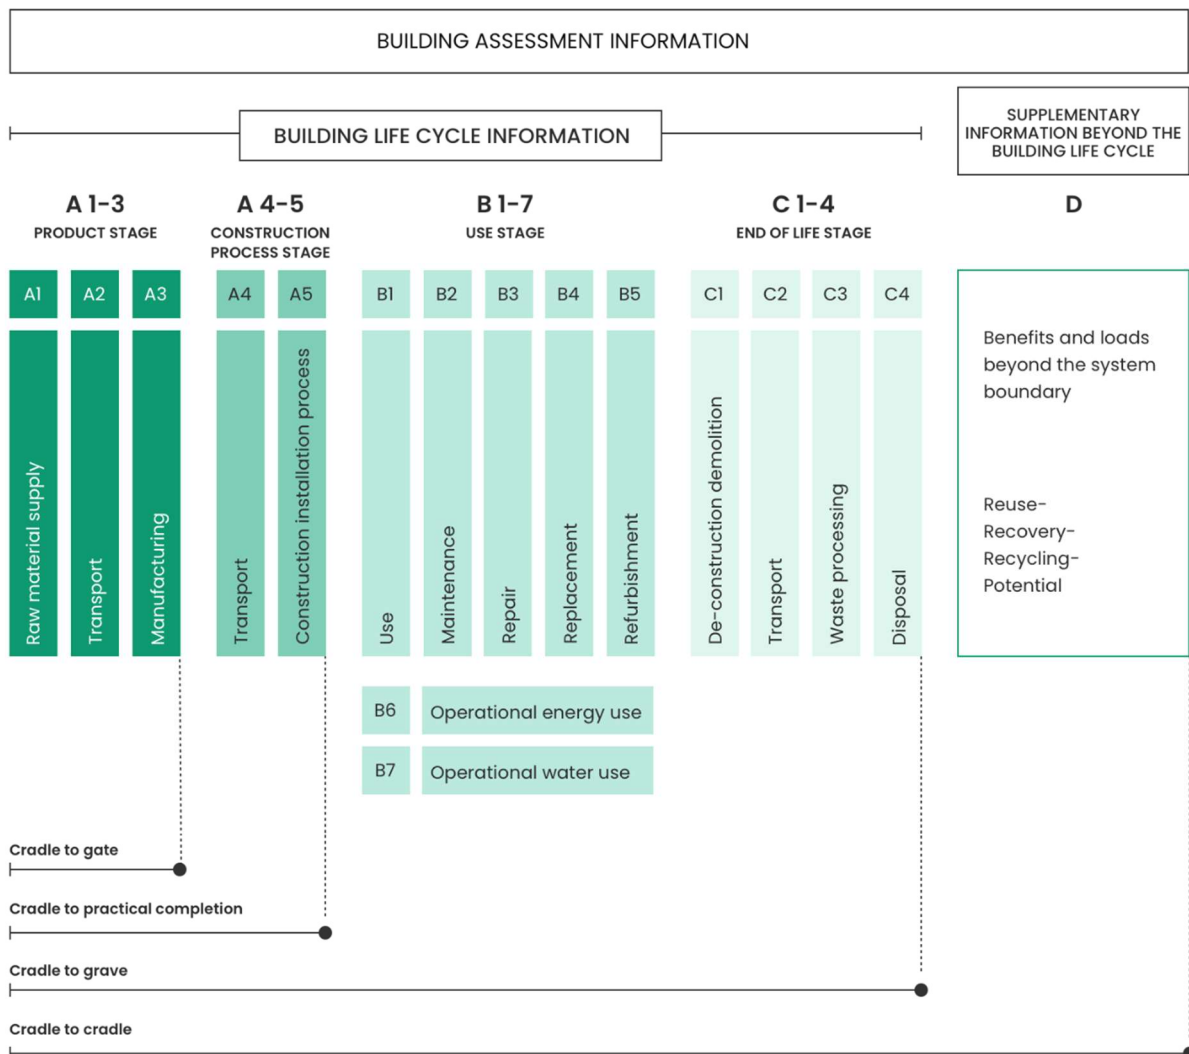 BUILDING ASSESSMENT INFORMATION
BUILDING LIFE CYCLE INFORMATION
SUPPLEMENTARY
INFORMATION BEYOND THE
BUILDING LIFE CYCLE
A 1-3
PRODUCT STAGE
A 4-5
CONSTRUCTION
PROCESS STAGE
B 1-7
USE STAGE
C 1-4
END OF LIFE STAGE
D
A1
A2
A3
A4
A5
B1
B2
B3
B4
B5
C1
C2
C3
C4
Raw material supply
Transport
Manufacturing
Transport
Construction installation process
Use
Maintenance
Repair
Replacement
Refurbishment
De-construction demolition
Transport
Waste processing
Disposal
Benefits and loads
beyond the system
boundary
Reuse-
Recovery-
Recycling-
Potential
B6
Operational energy use
B7
Operational water use
Cradle to gate
Cradle to practical completion
Cradle to grave
Cradle to cradle